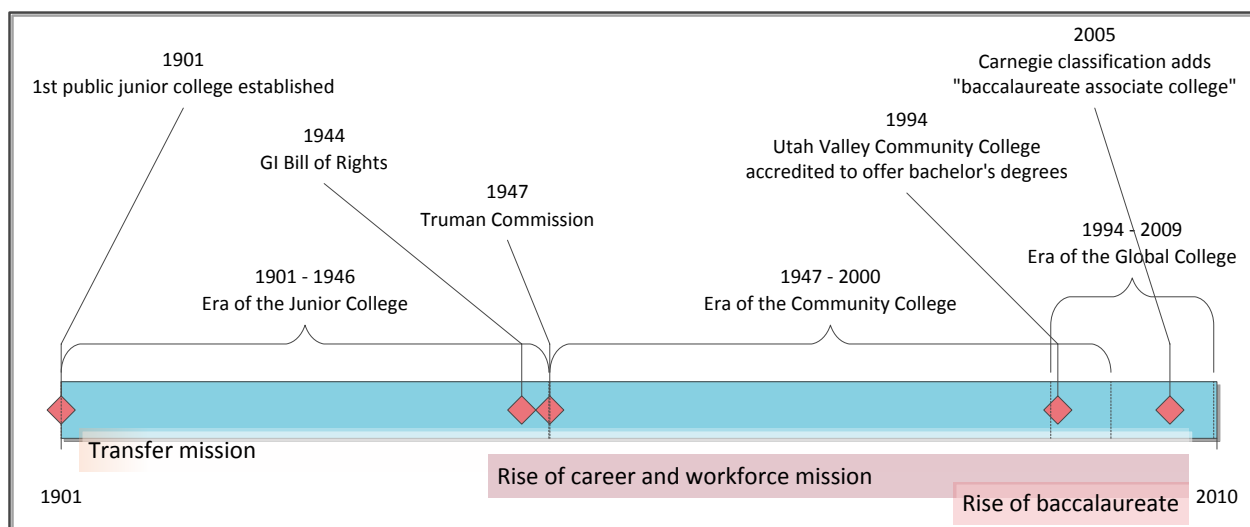 1901
1st public junior college established
1944
GI Bill of Rights
1947
Truman Commission
1994
Utah Valley Community College
accredited to offer bachelor's degrees
2005
Carnegie classification adds
"baccalaureate associate college"
1901 - 1946
Era of the Junior College
1947 - 2000
Era of the Community College
1994 - 2009
Era of the Global College
Transfer mission
Rise of career and workforce mission
Rise of baccalaureate
1901
2010